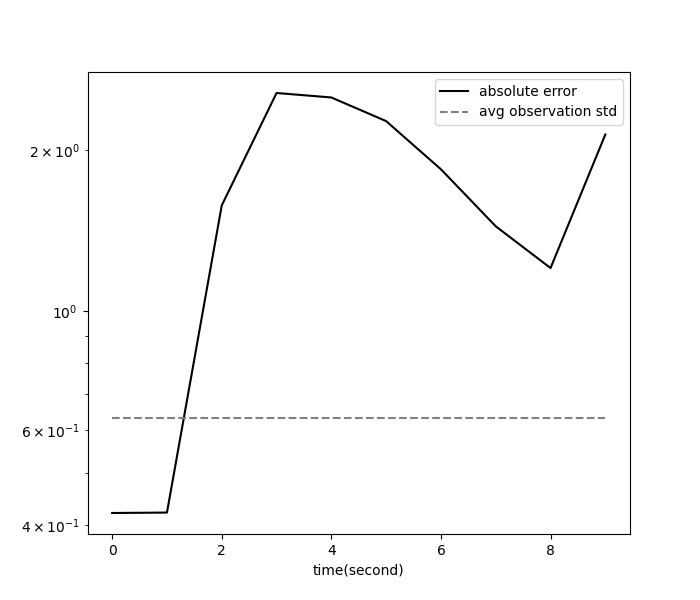 absolute error
avg observation std
2 × 10⁰
10⁰
6 × 10⁻¹
4 × 10⁻¹
0 2 4 6 8
time(second)